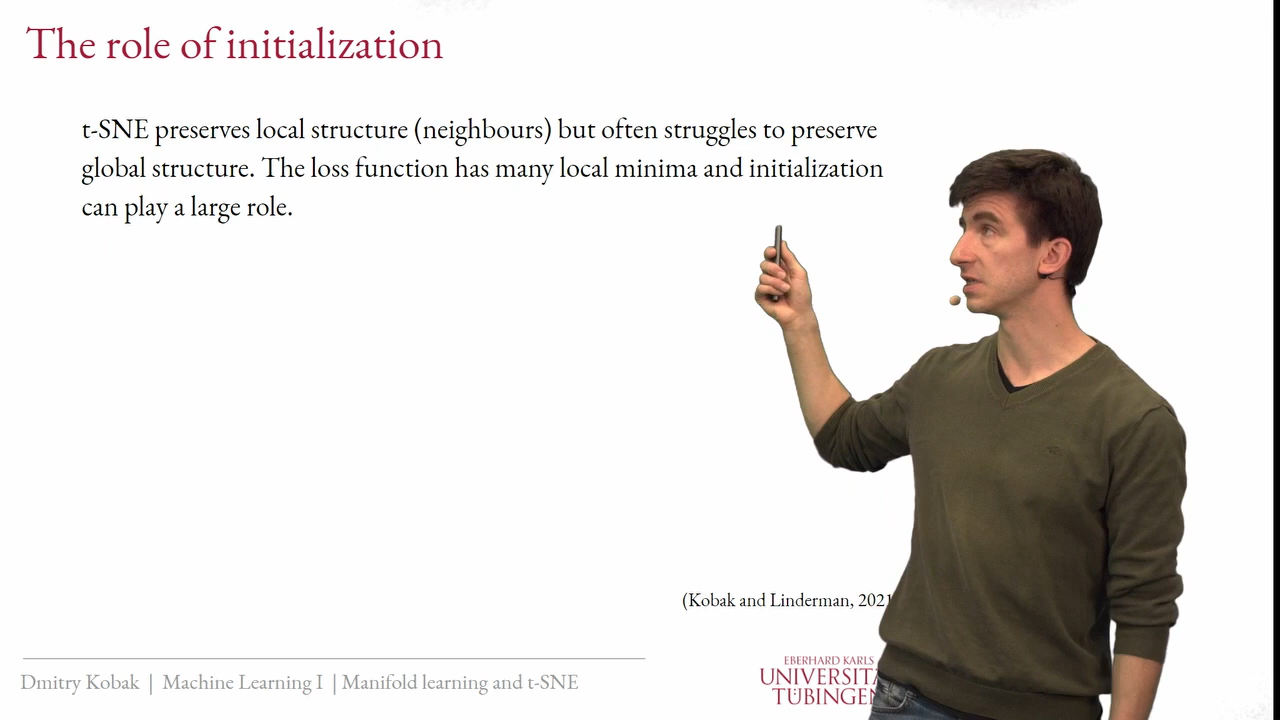 The role of initialization
t-SNE preserves local structure (neighbours) but often struggles to preserve
global structure. The loss function has many local minima and initialization
can play a large role.
(Kobak and Linderman, 2021
Dmitry Kobak | Machine Learning I | Manifold learning and t-SNE
EBERHARD KARLS
UNIVERSITÄ
TÜBINGEN